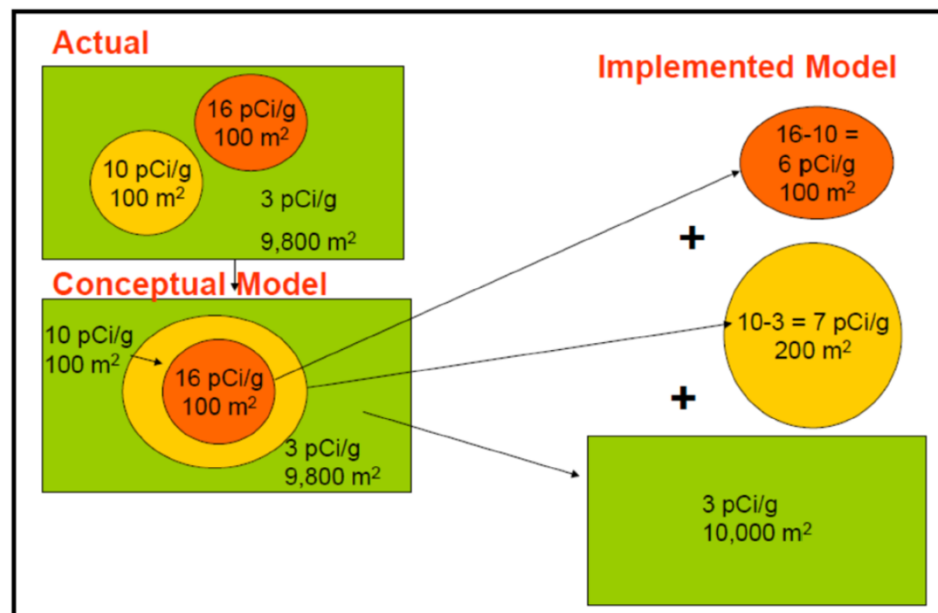 Actual
16 pCi/g
100 m²
10 pCi/g
100 m²
3 pCi/g
9,800 m²
Conceptual Model
10 pCi/g
100 m²
16 pCi/g
100 m²
3 pCi/g
9,800 m²
Implemented Model
16-10 =
6 pCi/g
100 m²
+
10-3 = 7 pCi/g
200 m²
+
3 pCi/g
10,000 m²